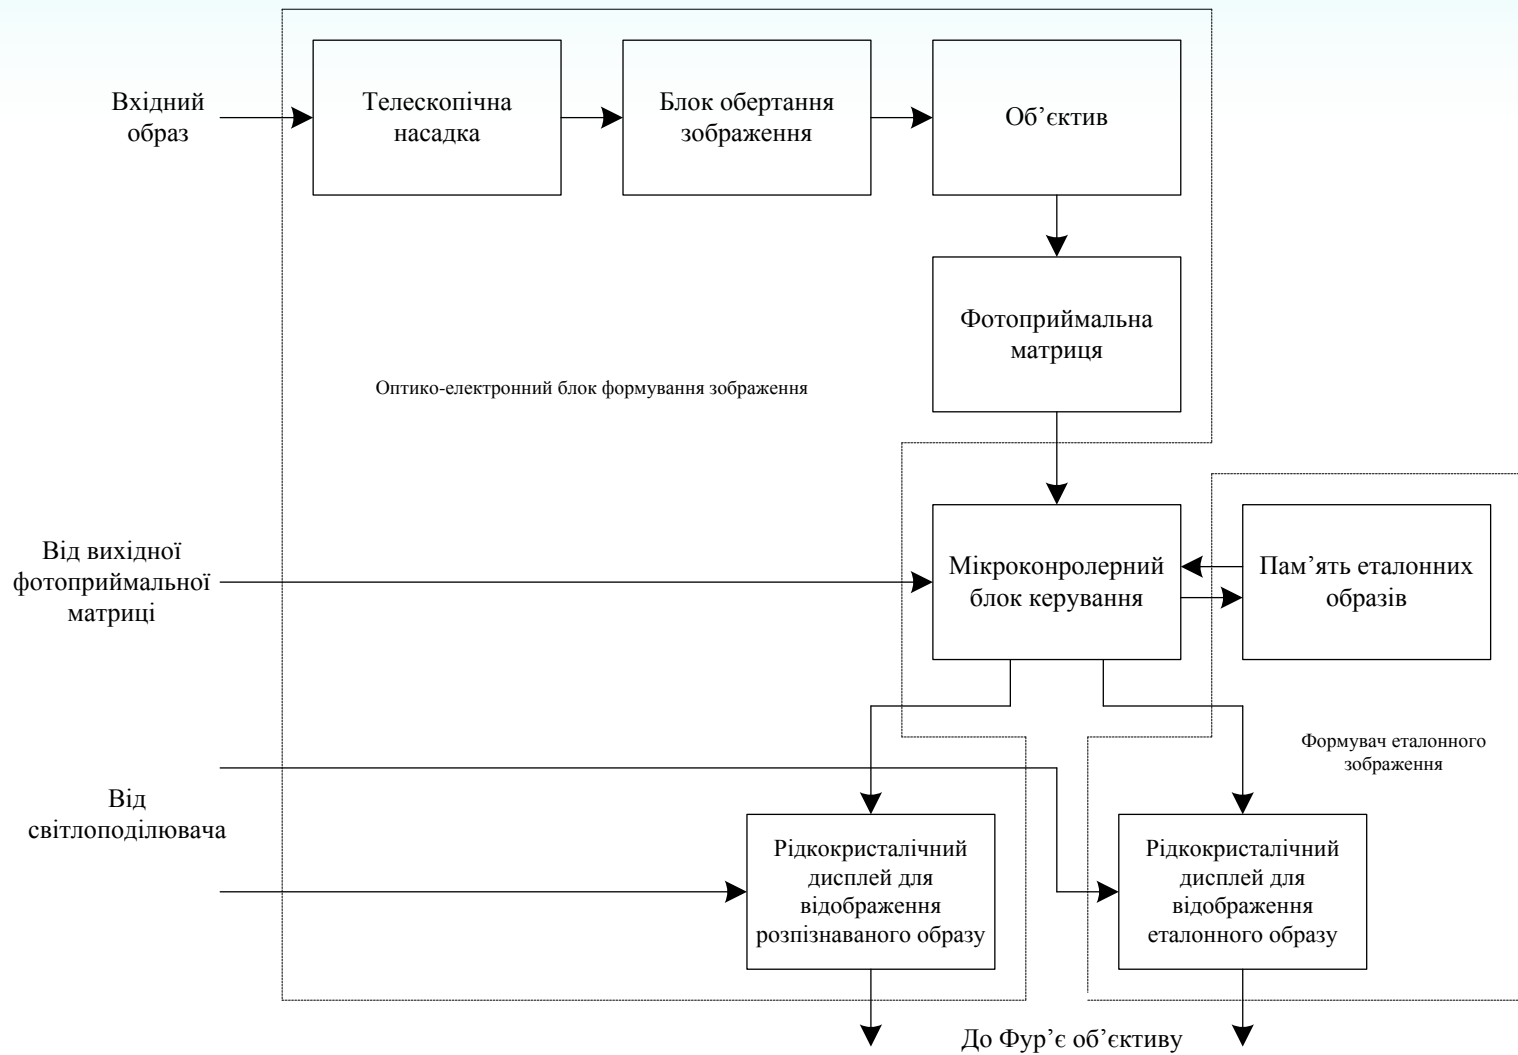 Вхідний
образ
Телескопічна
насадка
Блок обертання
зображення
Об’єктив
Фотоприймальна
матриця
Оптико-електронний блок формування зображення
Від вихідної
фотоприймальної
матриці
Мікроконролерний
блок керування
Пам’ять еталонних
образів
Формувач еталонного
зображення
Від
світлоподілювача
Рідкокристалічний
дисплей для
відображення
розпізнаваного образу
Рідкокристалічний
дисплей для
відображення
еталонного образу
До Фур’є об’єктиву